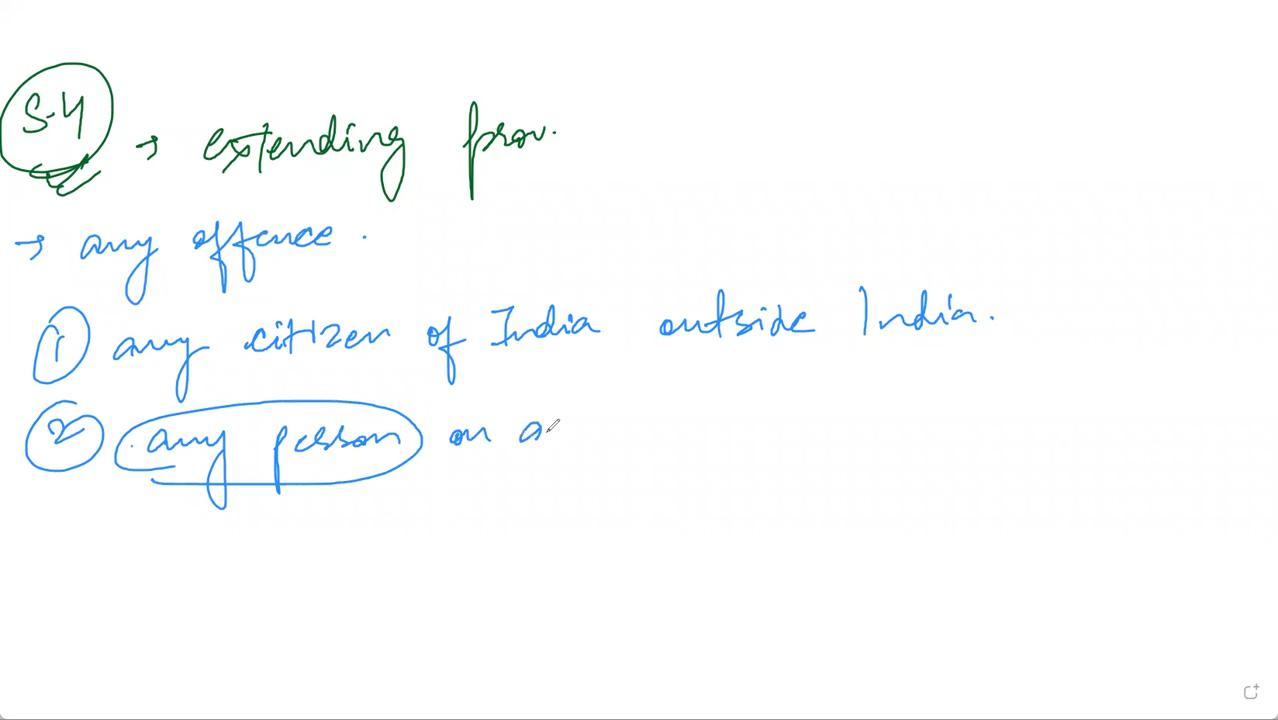 S-4 → extending prov.
→ any offence.
① any citizen of India outside India.
② any person on a